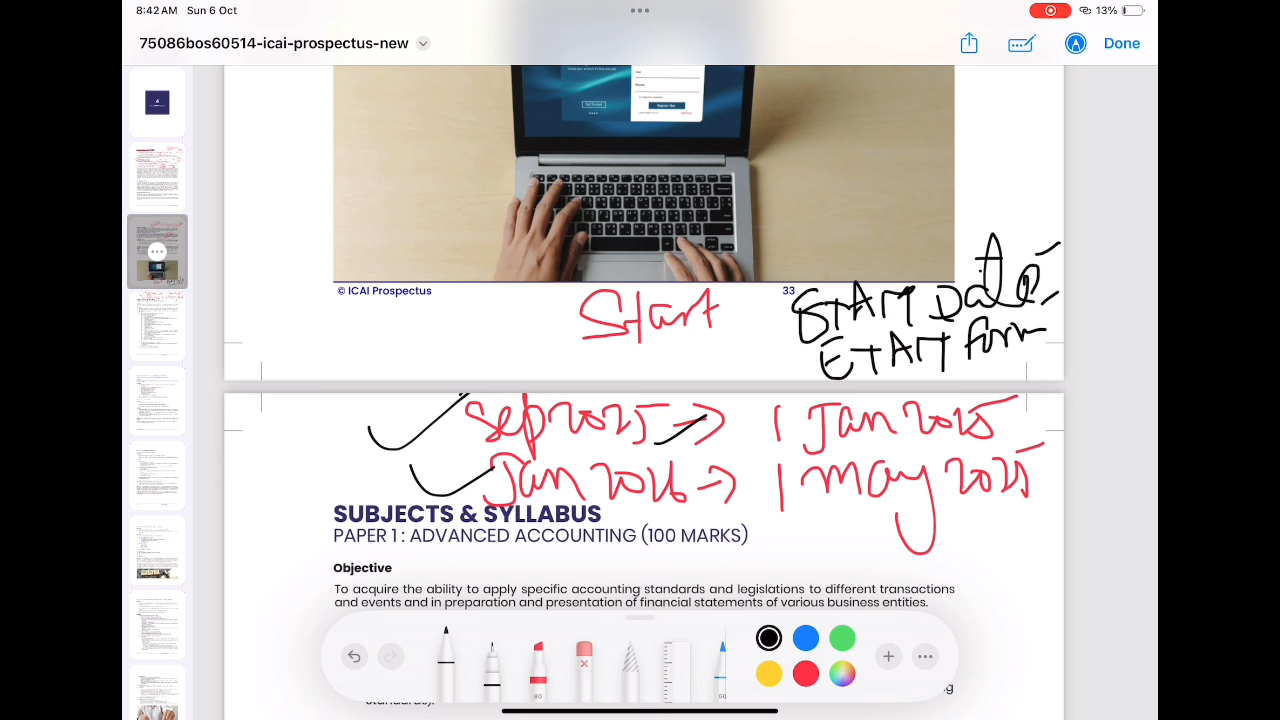 8:42 AM Sun 6 Oct
13%
75086bos60514-icai-prospectus-new
Done
© ICAI Prospectus
33
Start
EXAM Date
EXAM form
Sep 2025 → 1 Jan 2025
Jan 2026 → 1 May 2025
SUBJECTS & SYLLABUS
PAPER 1 : ADVANCED ACCOUNTING (100 MARKS)
Objective
To acquire the ability to apply specific accounting standards and legislations to different transactions
and events and in preparation and presentation of financial statements of various business entities.
80